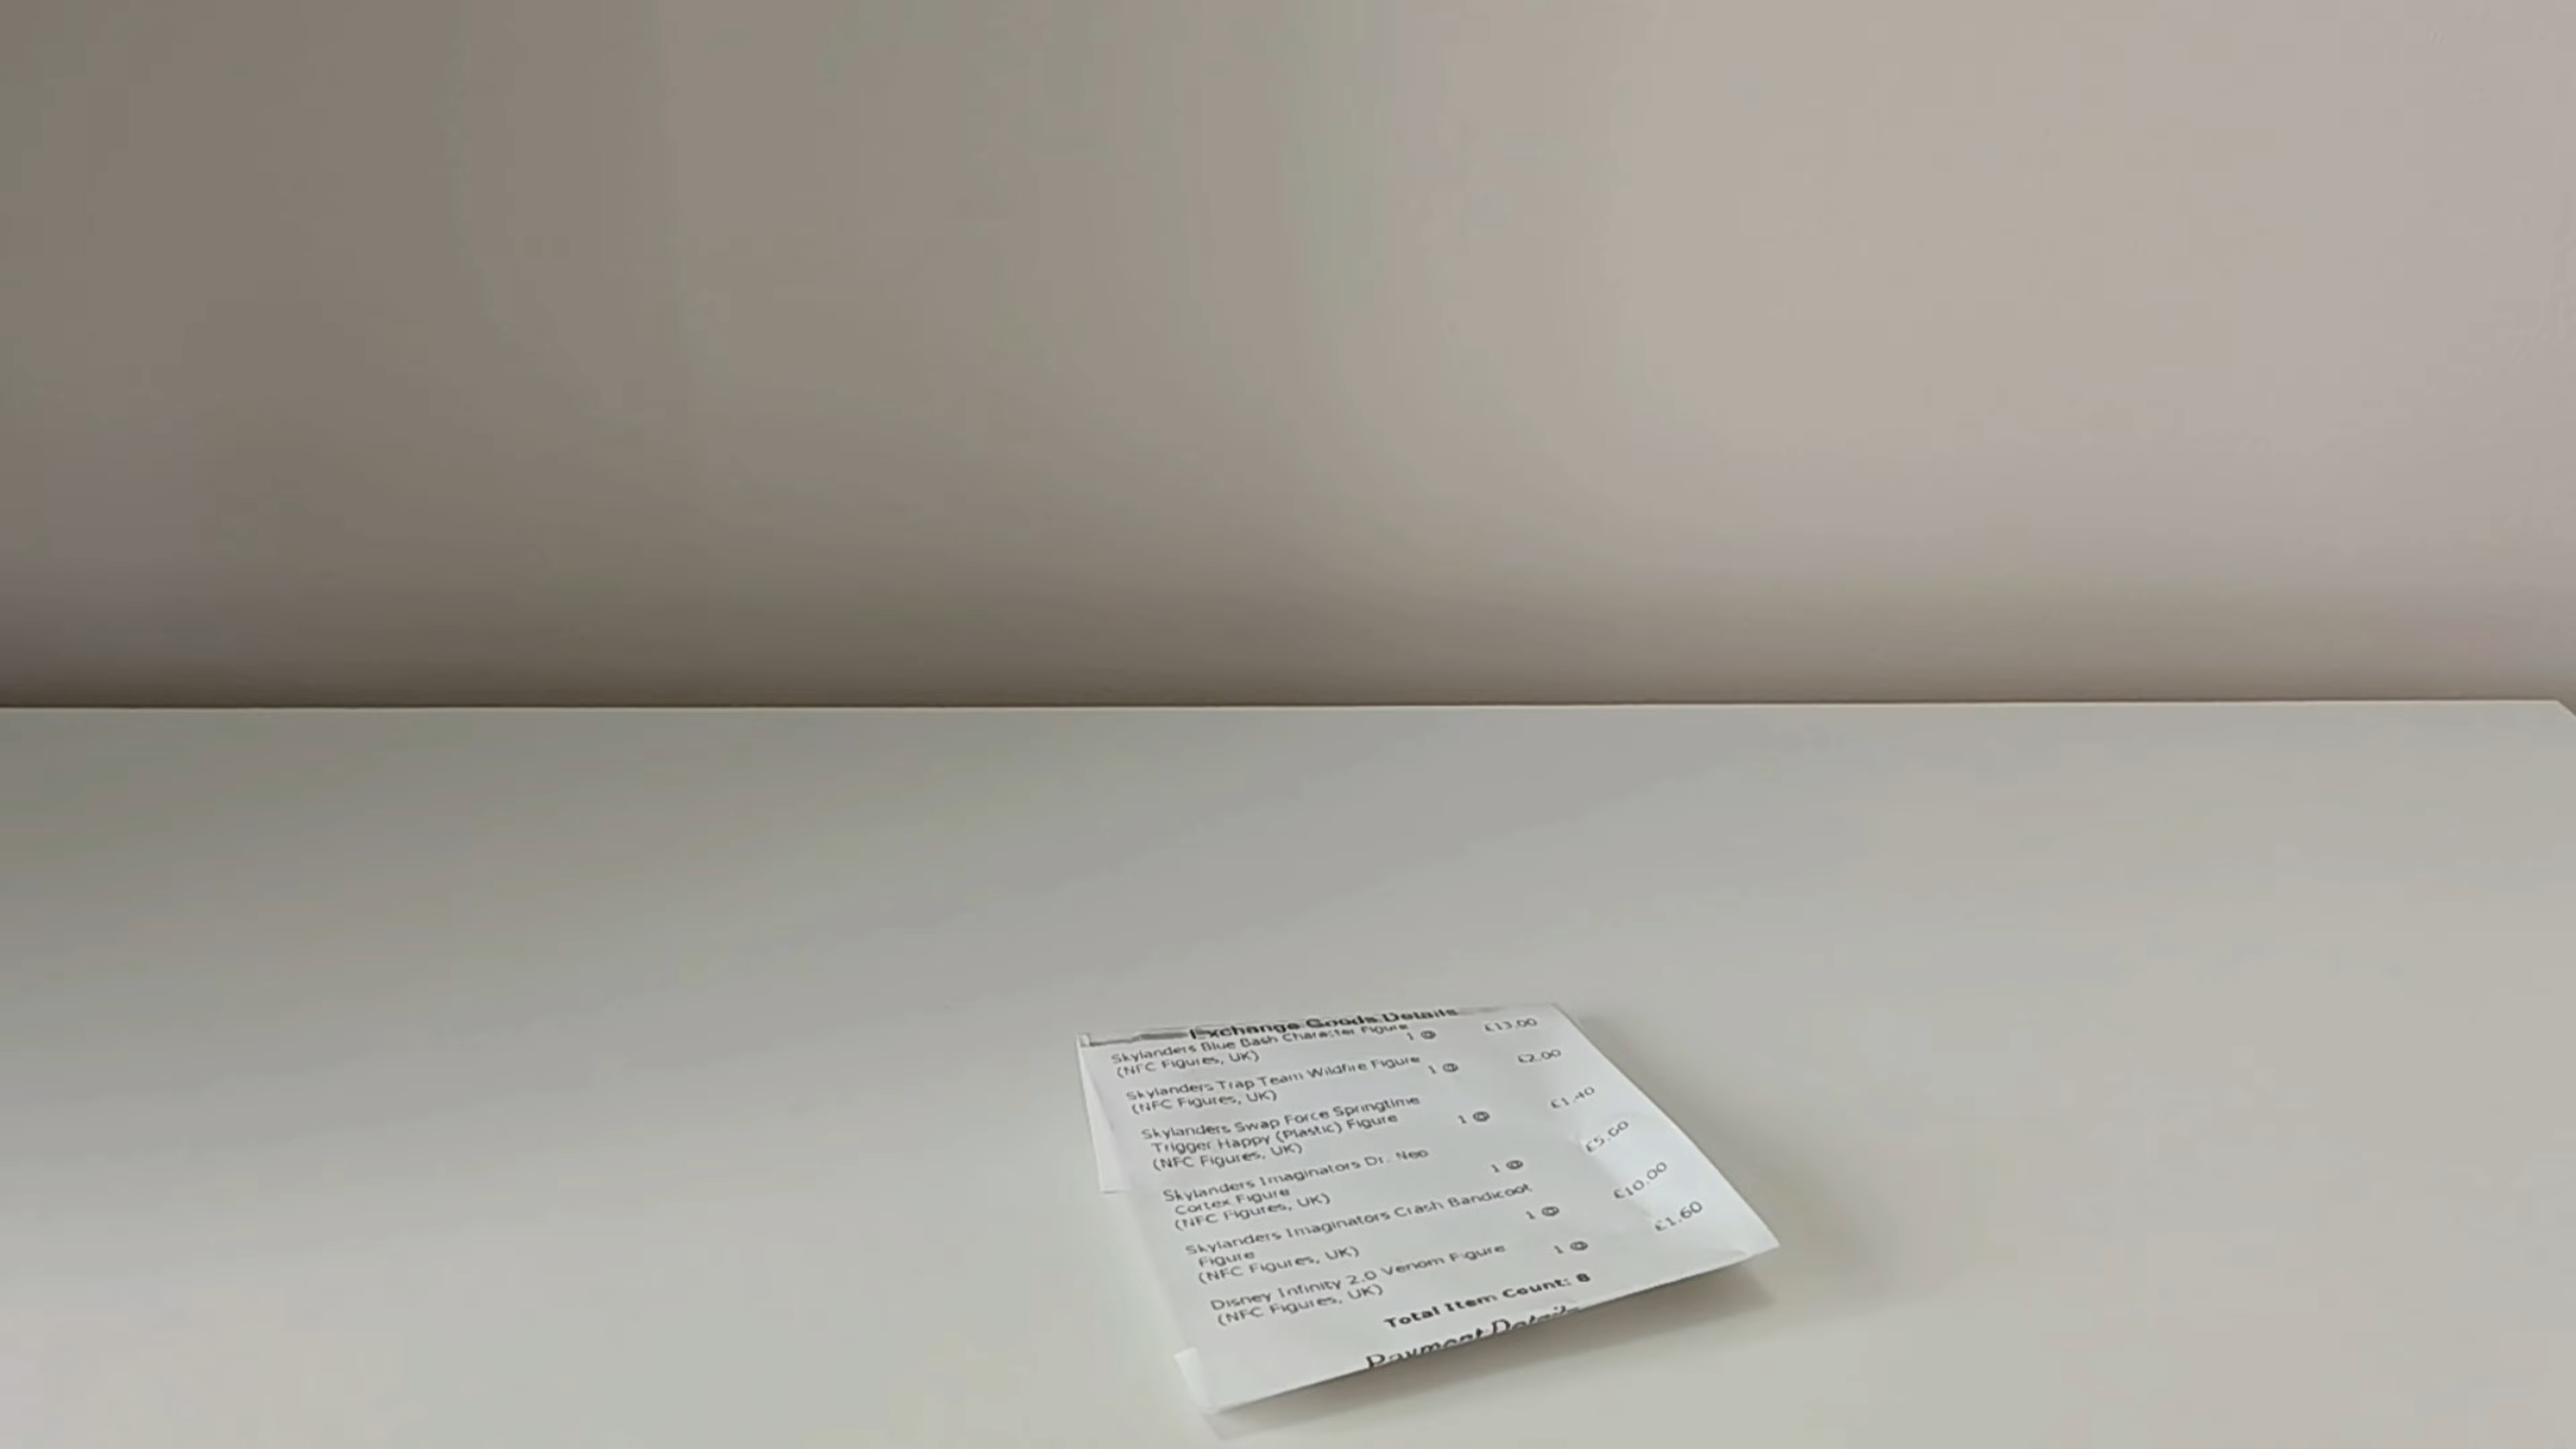 Exchange Goods Details
Skylanders Blue Bash Character Figure 1 @ £13.00
(NFC Figures, UK)
Skylanders Trap Team Wildfire Figure 1 @ £2.00
(NFC Figures, UK)
Skylanders Swap Force Springtime 1 @ £1.40
Trigger Happy (Plastic) Figure
(NFC Figures, UK)
Skylanders Imaginators Dr. Neo 1 @ £5.00
Cortex Figure
(NFC Figures, UK)
Skylanders Imaginators Crash Bandicoot 1 @ £10.00
Figure
(NFC Figures, UK)
Disney Infinity 2.0 Venom Figure 1 @ £1.60
(NFC Figures, UK)
Total Item Count: 8
Payment Details